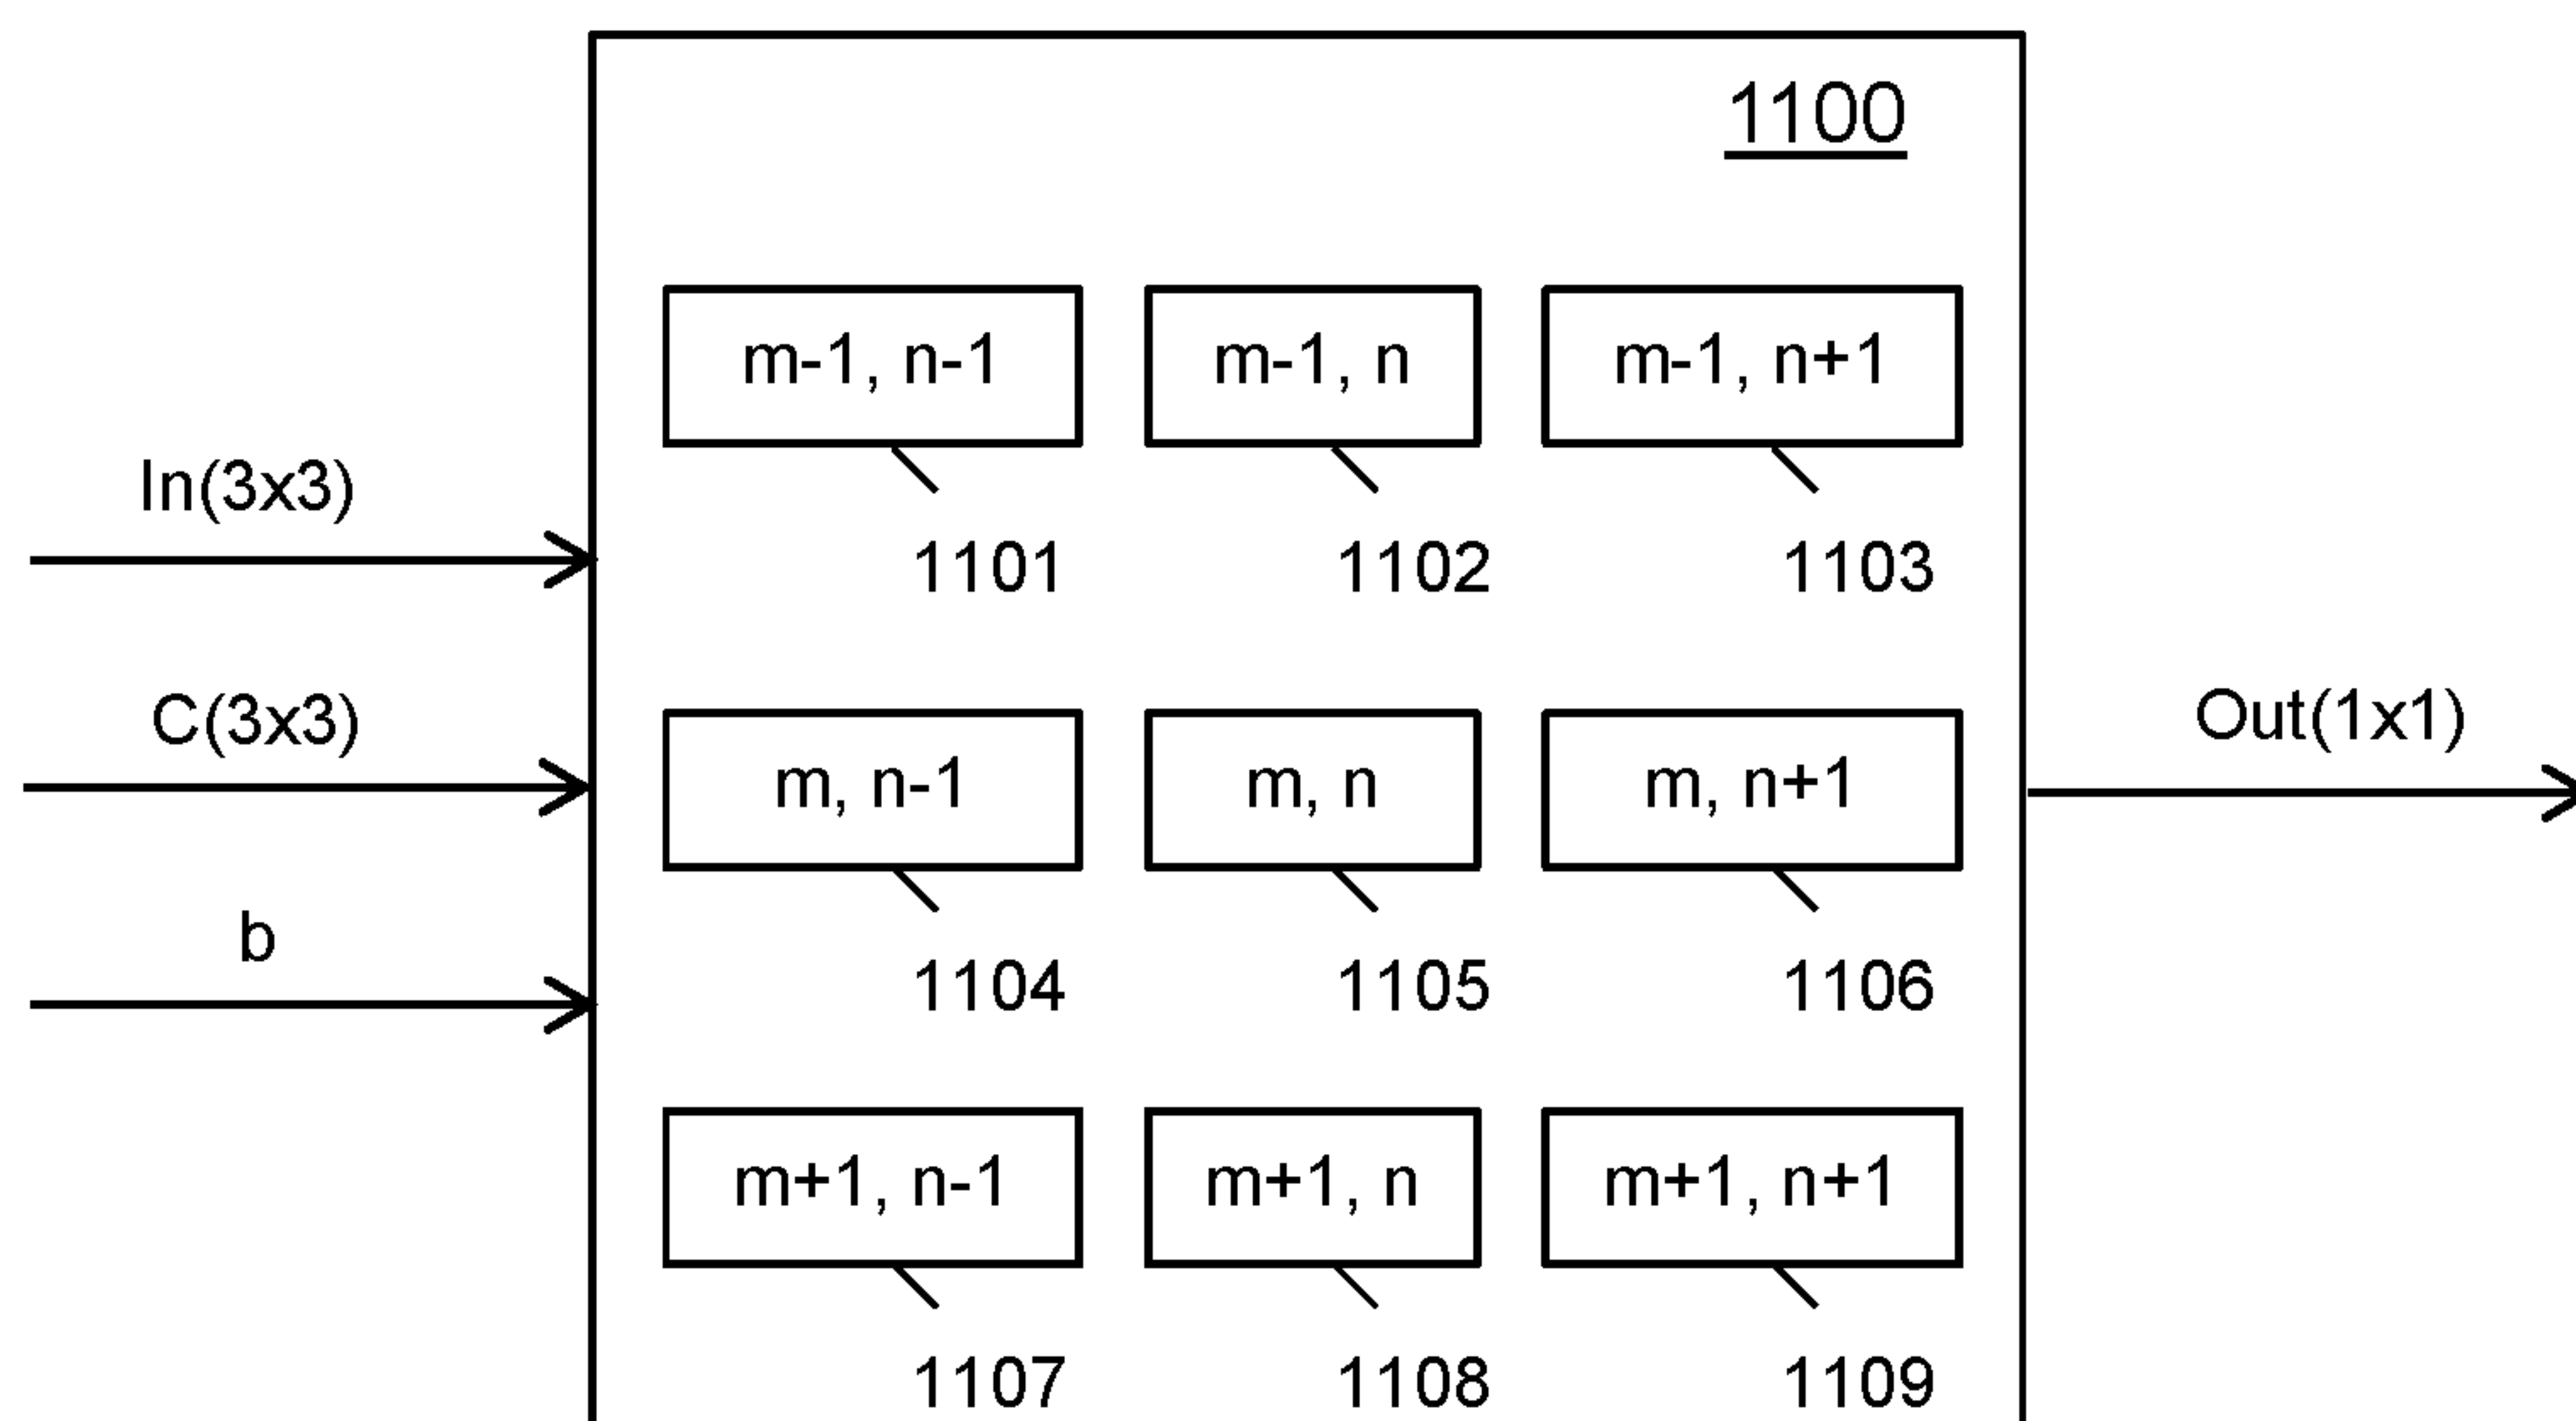 1100
m-1, n-1 m-1, n m-1, n+1
In(3x3)
1101 1102 1103
C(3x3)
Out(1x1)
m, n-1 m, n m, n+1
b
1104 1105 1106
m+1, n-1 m+1, n m+1, n+1
1107 1108 1109